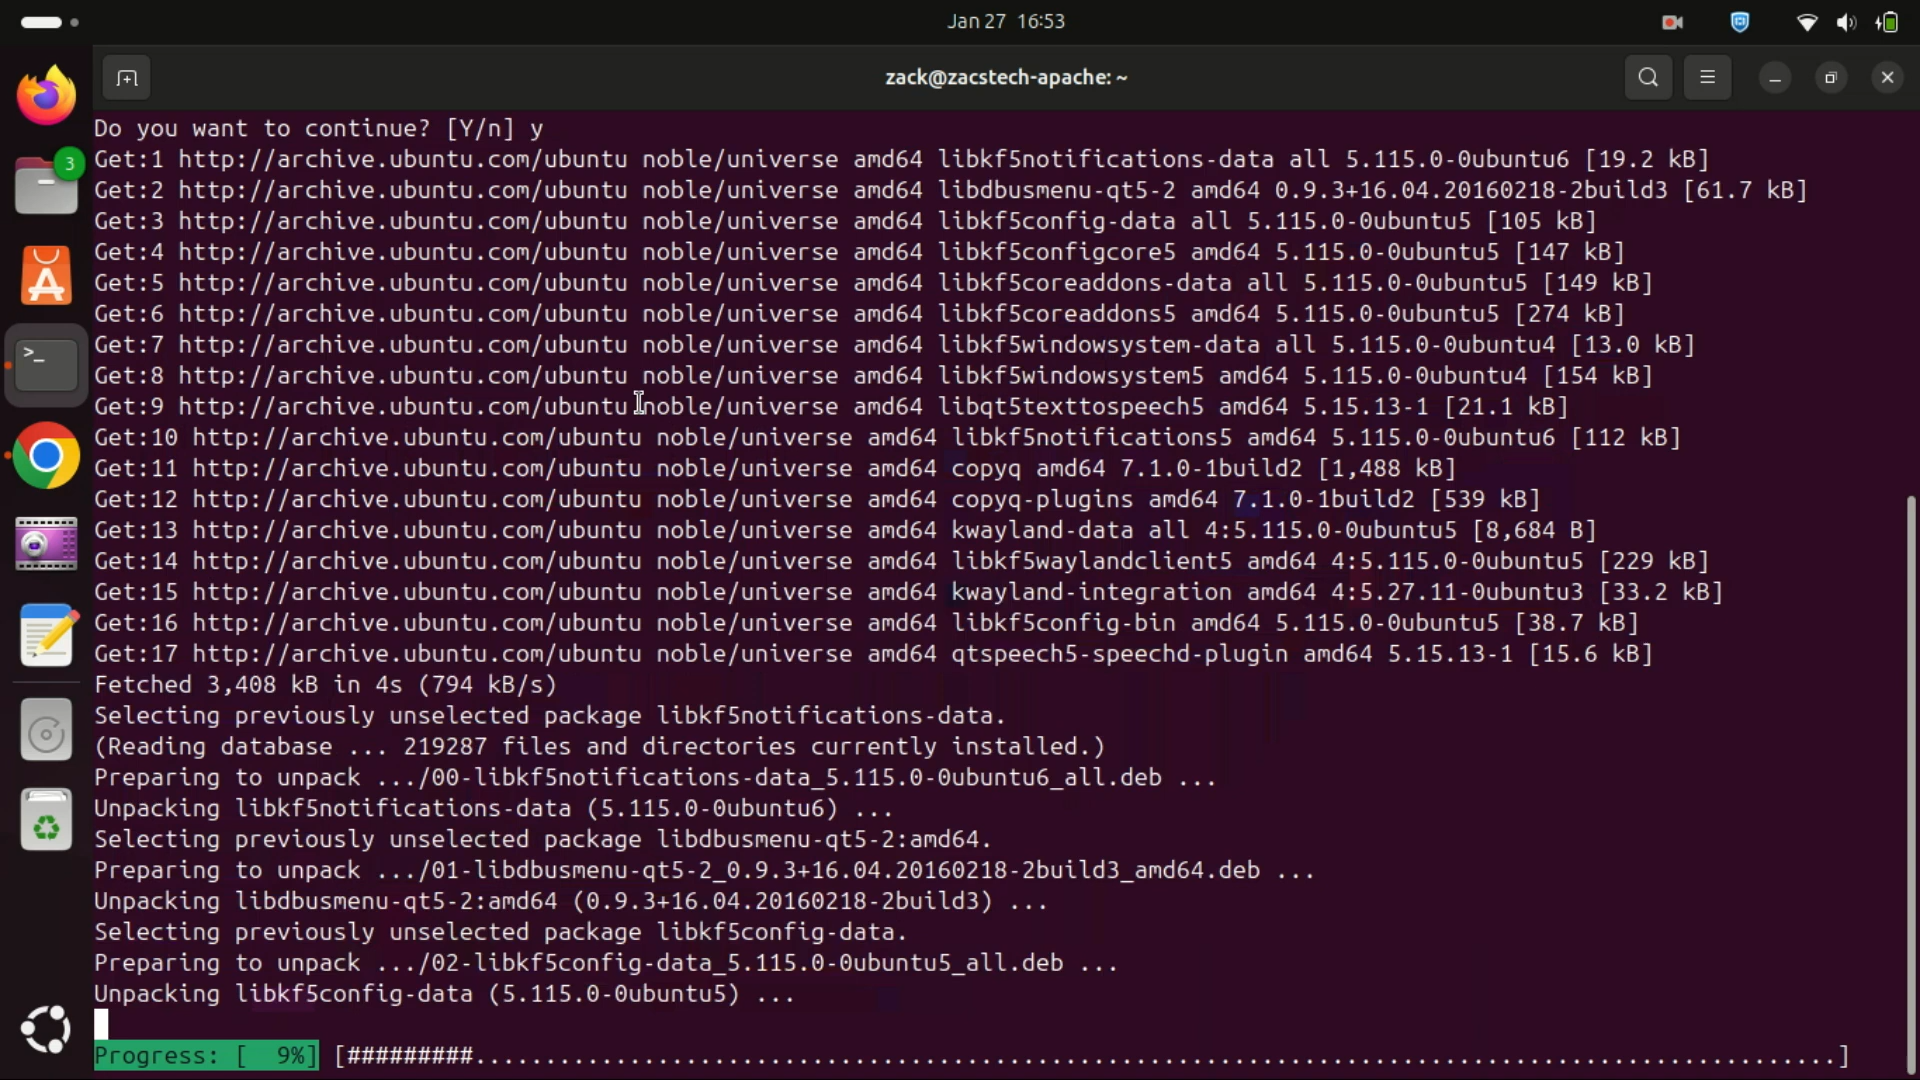 Jan 27 16:53
zack@zacstech-apache: ~
3
Do you want to continue? [Y/n] y
Get:1 http://archive.ubuntu.com/ubuntu noble/universe amd64 libkf5notifications-data all 5.115.0-0ubuntu6 [19.2 kB]
Get:2 http://archive.ubuntu.com/ubuntu noble/universe amd64 libdbusmenu-qt5-2 amd64 0.9.3+16.04.20160218-2build3 [61.7 kB]
Get:3 http://archive.ubuntu.com/ubuntu noble/universe amd64 libkf5config-data all 5.115.0-0ubuntu5 [105 kB]
Get:4 http://archive.ubuntu.com/ubuntu noble/universe amd64 libkf5configcore5 amd64 5.115.0-0ubuntu5 [147 kB]
Get:5 http://archive.ubuntu.com/ubuntu noble/universe amd64 libkf5coreaddons-data all 5.115.0-0ubuntu5 [149 kB]
Get:6 http://archive.ubuntu.com/ubuntu noble/universe amd64 libkf5coreaddons5 amd64 5.115.0-0ubuntu5 [274 kB]
Get:7 http://archive.ubuntu.com/ubuntu noble/universe amd64 libkf5windowsystem-data all 5.115.0-0ubuntu4 [13.0 kB]
Get:8 http://archive.ubuntu.com/ubuntu noble/universe amd64 libkf5windowsystem5 amd64 5.115.0-0ubuntu4 [154 kB]
Get:9 http://archive.ubuntu.com/ubuntu noble/universe amd64 libqt5texttospeech5 amd64 5.15.13-1 [21.1 kB]
Get:10 http://archive.ubuntu.com/ubuntu noble/universe amd64 libkf5notifications5 amd64 5.115.0-0ubuntu6 [112 kB]
Get:11 http://archive.ubuntu.com/ubuntu noble/universe amd64 copyq amd64 7.1.0-1build2 [1,488 kB]
Get:12 http://archive.ubuntu.com/ubuntu noble/universe amd64 copyq-plugins amd64 7.1.0-1build2 [539 kB]
Get:13 http://archive.ubuntu.com/ubuntu noble/universe amd64 kwayland-data all 4:5.115.0-0ubuntu5 [8,684 B]
Get:14 http://archive.ubuntu.com/ubuntu noble/universe amd64 libkf5waylandclient5 amd64 4:5.115.0-0ubuntu5 [229 kB]
Get:15 http://archive.ubuntu.com/ubuntu noble/universe amd64 kwayland-integration amd64 4:5.27.11-0ubuntu3 [33.2 kB]
Get:16 http://archive.ubuntu.com/ubuntu noble/universe amd64 libkf5config-bin amd64 5.115.0-0ubuntu5 [38.7 kB]
Get:17 http://archive.ubuntu.com/ubuntu noble/universe amd64 qtspeech5-speechd-plugin amd64 5.15.13-1 [15.6 kB]
Fetched 3,408 kB in 4s (794 kB/s)
Selecting previously unselected package libkf5notifications-data.
(Reading database ... 219287 files and directories currently installed.)
Preparing to unpack .../00-libkf5notifications-data_5.115.0-0ubuntu6_all.deb ...
Unpacking libkf5notifications-data (5.115.0-0ubuntu6) ...
Selecting previously unselected package libdbusmenu-qt5-2:amd64.
Preparing to unpack .../01-libdbusmenu-qt5-2_0.9.3+16.04.20160218-2build3_amd64.deb ...
Unpacking libdbusmenu-qt5-2:amd64 (0.9.3+16.04.20160218-2build3) ...
Selecting previously unselected package libkf5config-data.
Preparing to unpack .../02-libkf5config-data_5.115.0-0ubuntu5_all.deb ...
Unpacking libkf5config-data (5.115.0-0ubuntu5) ...
Progress: [  9%] [#########.................................................................................................]